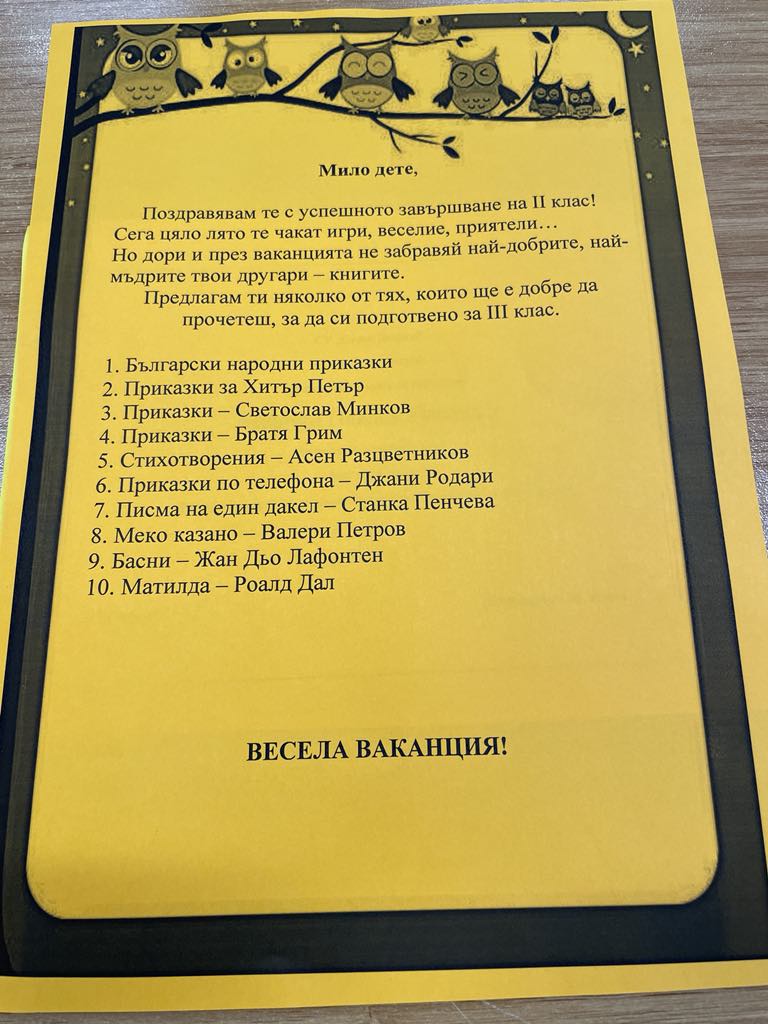 Мило дете,
Поздравявам те с успешното завършване на II клас!
Сега цяло лято те чакат игри, веселие, приятели…
Но дори и през ваканцията не забравяй най-добрите, най-
мъдрите твои другари – книгите.
Предлагам ти няколко от тях, които ще е добре да
прочетеш, за да си подготвено за III клас.
1. Български народни приказки
2. Приказки за Хитър Петър
3. Приказки – Светослав Минков
4. Приказки – Братя Грим
5. Стихотворения – Асен Разцветников
6. Приказки по телефона – Джани Родари
7. Писма на един дакел – Станка Пенчева
8. Меко казано – Валери Петров
9. Басни – Жан Дьо Лафонтен
10. Матилда – Роалд Дал
ВЕСЕЛА ВАКАНЦИЯ!